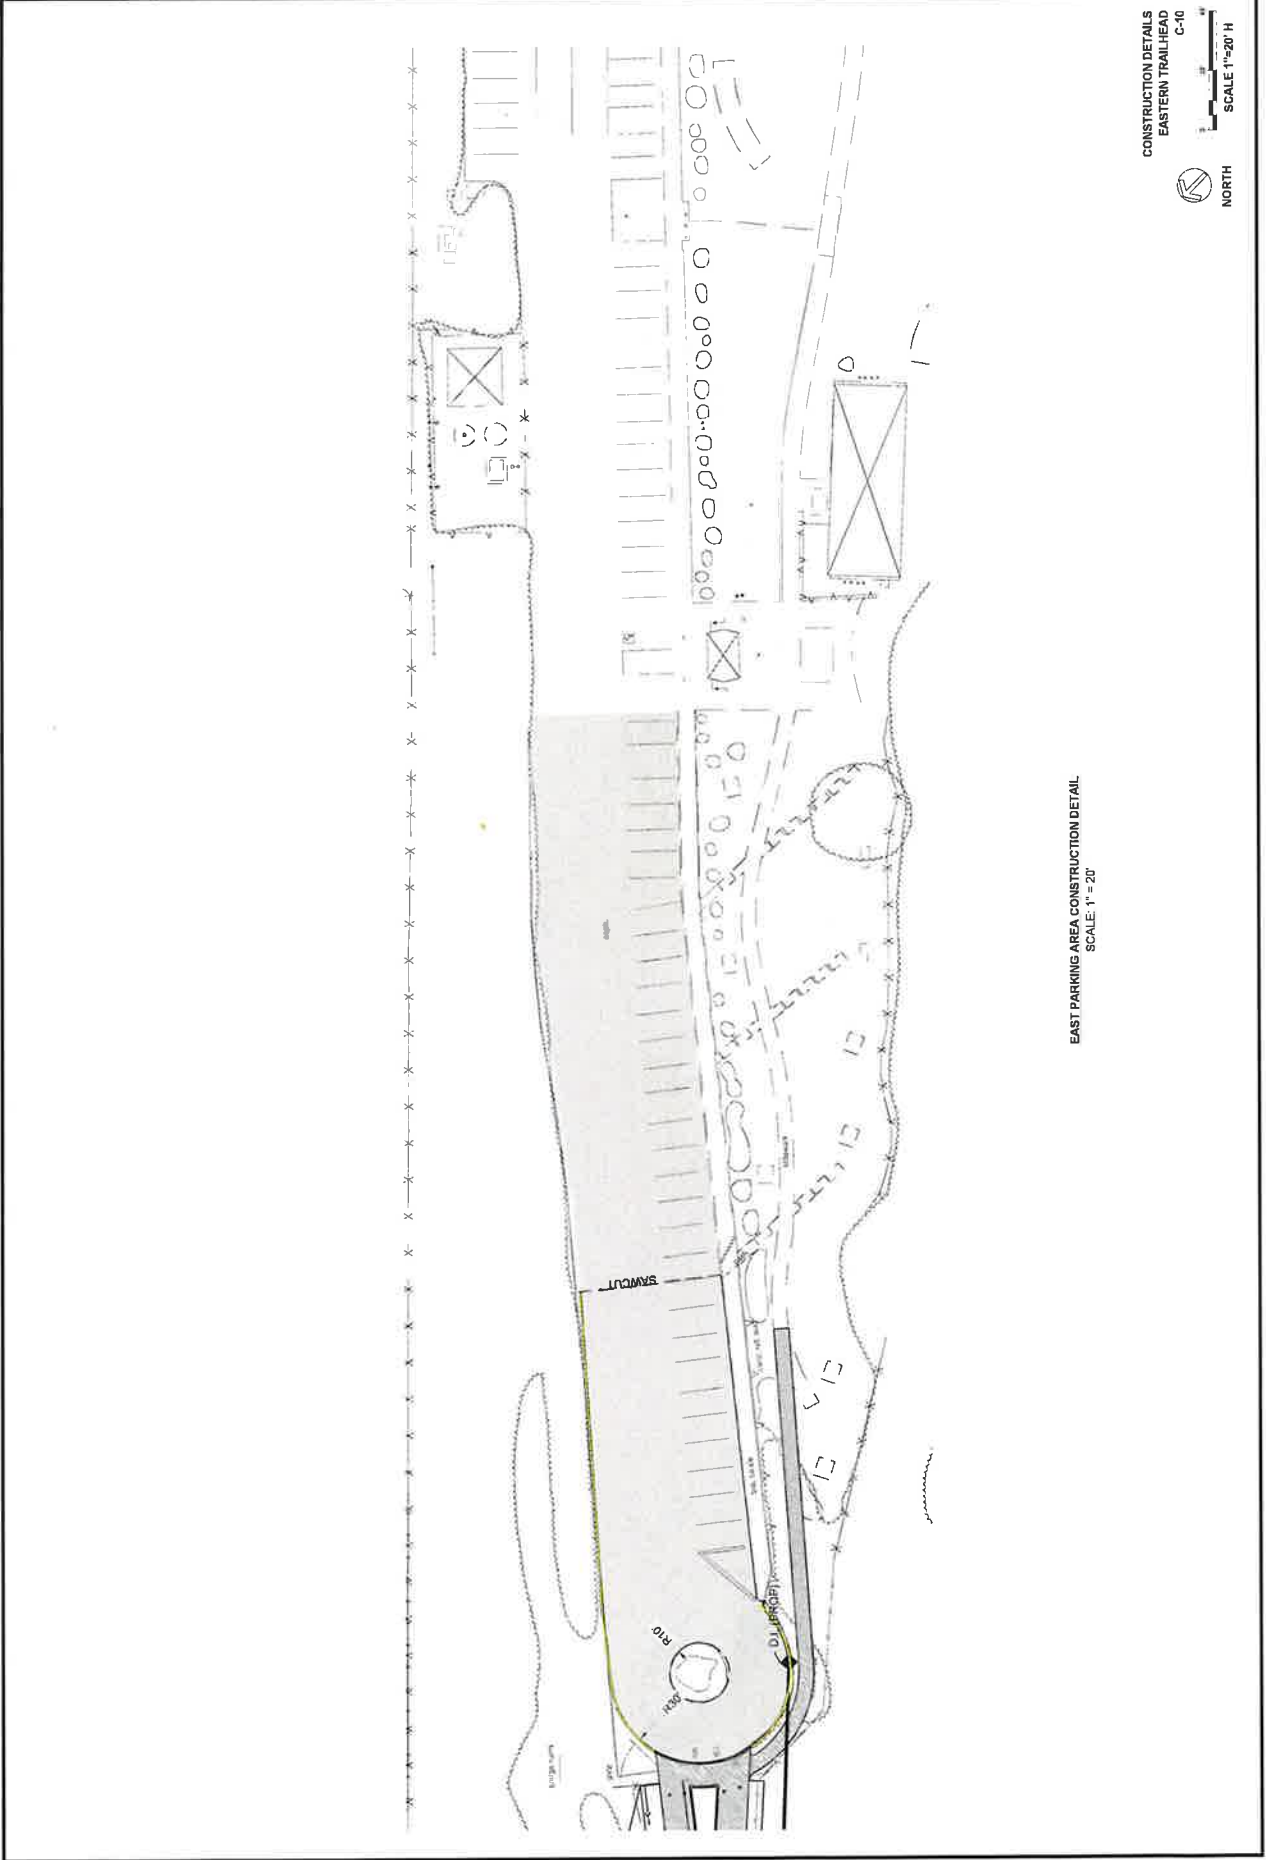 CONSTRUCTION DETAILS
EASTERN TRAILHEAD
C-10
SCALE 1"=20' H
NORTH
EAST PARKING AREA CONSTRUCTION DETAIL
SCALE: 1" = 20'
SAWCUT
R10'
R30'
D.I. (PROP)